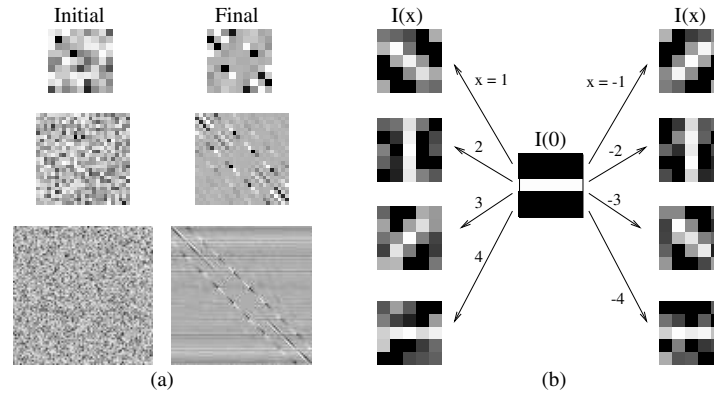 Initial
Final
(a)
I(x)
I(x)
x = 1
x = -1
I(0)
2
-2
3
-3
4
-4
(b)